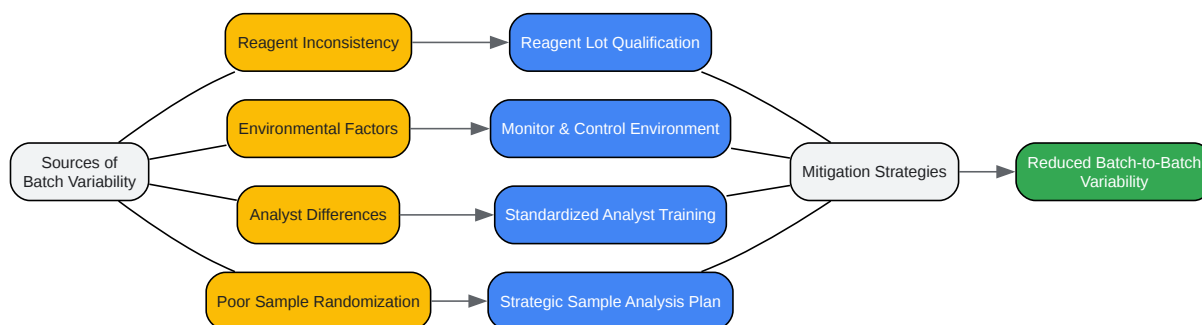 Reagent Inconsistency
Reagent Lot Qualification
Environmental Factors
Monitor & Control Environment
Sources of
Batch Variability
Mitigation Strategies
Reduced Batch-to-Batch
Variability
Analyst Differences
Standardized Analyst Training
Poor Sample Randomization
Strategic Sample Analysis Plan